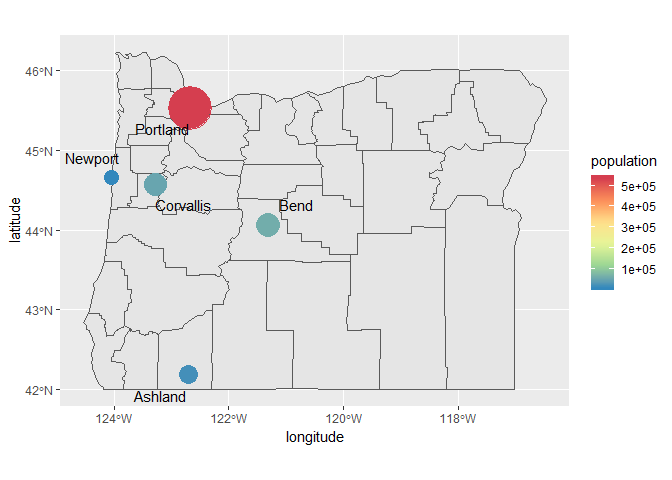 46°N
45°N
44°N
43°N
42°N
latitude
Portland
Newport
Corvallis
Bend
Ashland
124°W
122°W
120°W
118°W
longitude
population
5e+05
4e+05
3e+05
2e+05
1e+05